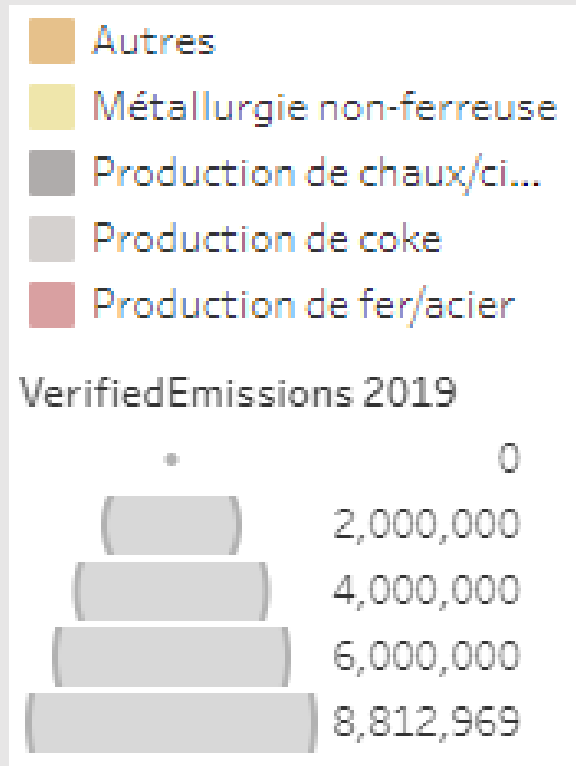 Autres
Métallurgie non-ferreuse
Production de chaux/ci...
Production de coke
Production de fer/acier
VerifiedEmissions 2019
0
2,000,000
4,000,000
6,000,000
8,812,969